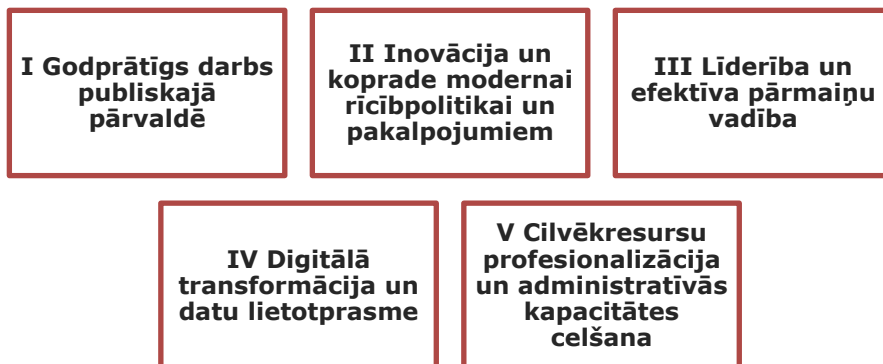 I Godprātīgs darbs
publiskajā
pārvaldē
II Inovācija un
koprade modernai
rīcībpolitikai un
pakalpojumiem
III Līderība un
efektīva pārmaiņu
vadība
IV Digitālā
transformācija un
datu lietotprasme
V Cilvēkresursu
profesionalizācija
un administratīvās
kapacitātes
celšana